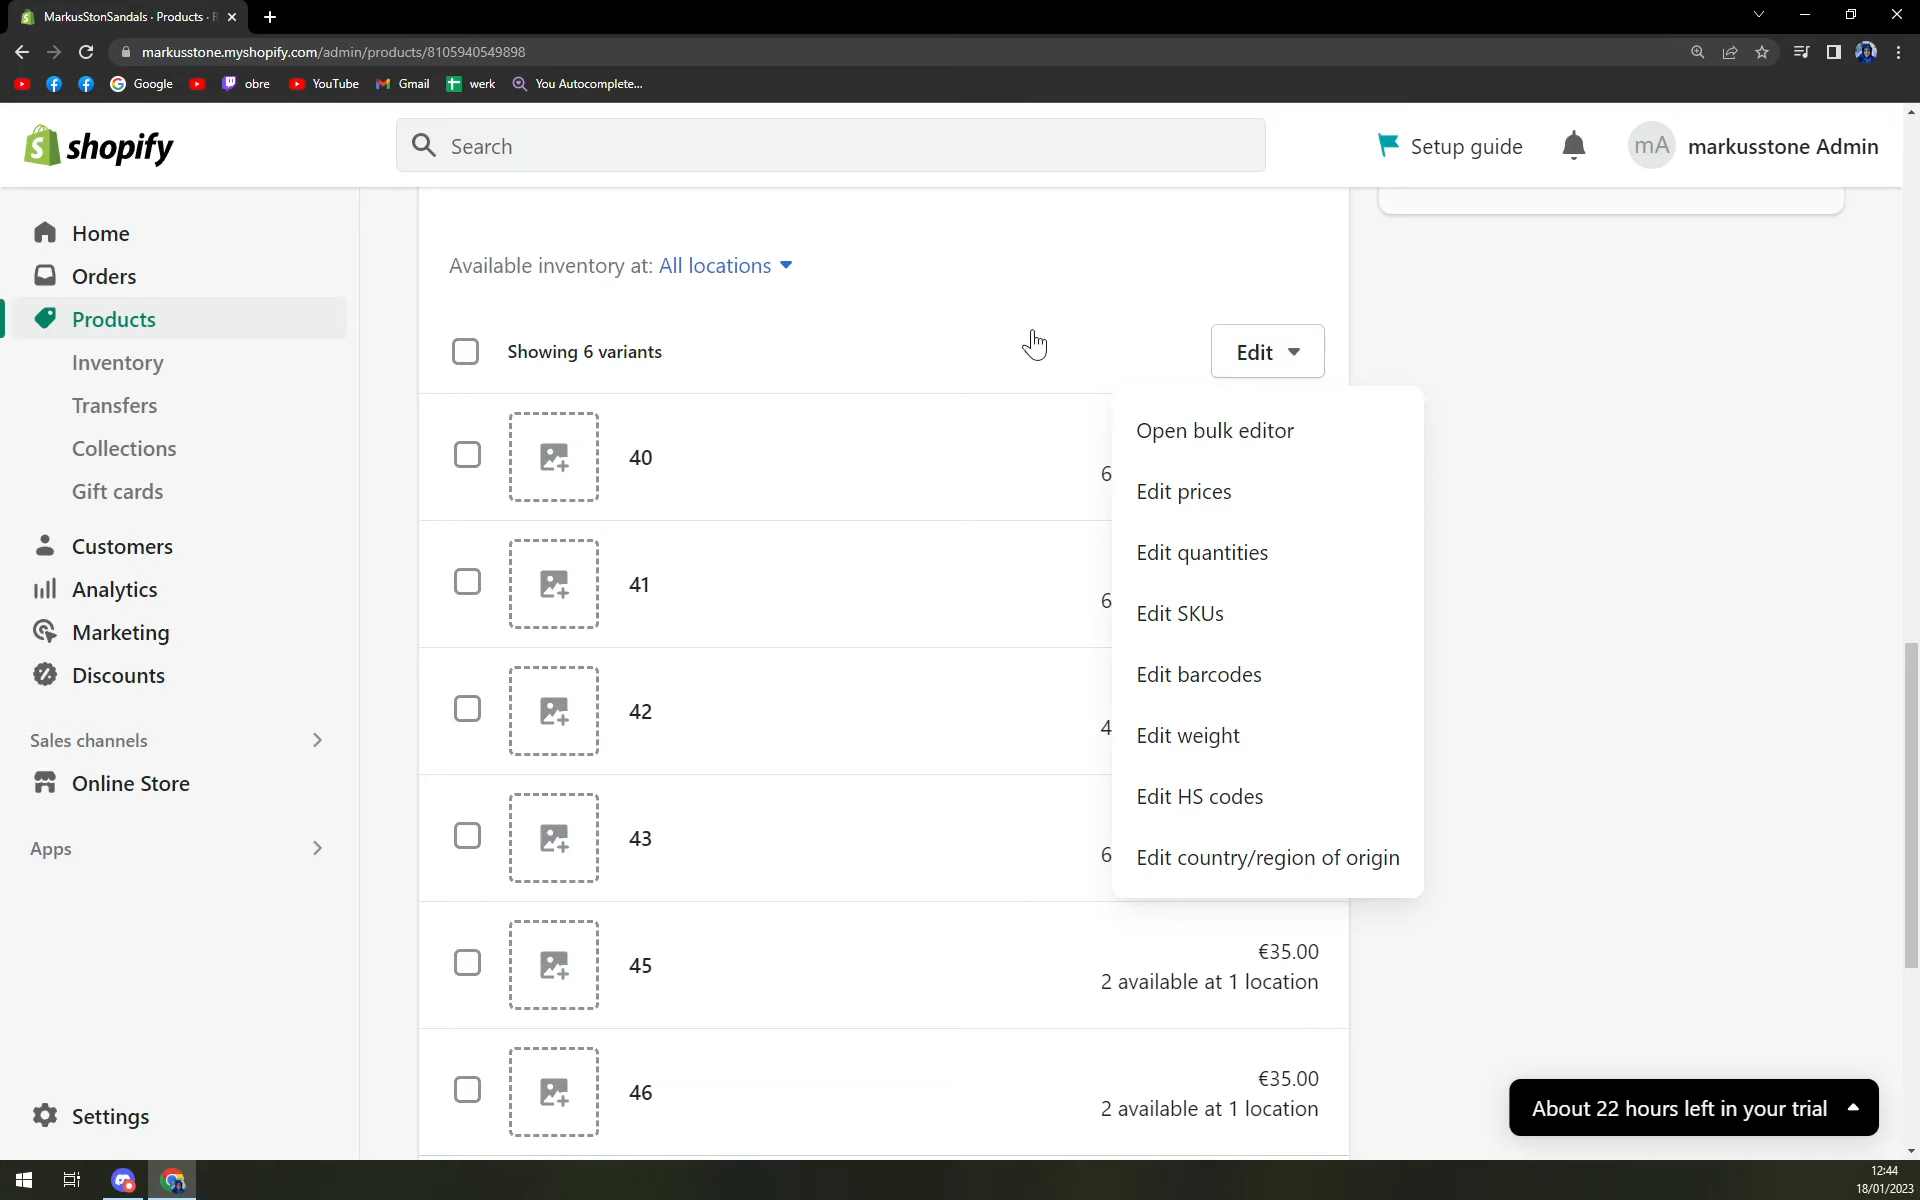 MarkusStonSandals · Products ·
markusstone.myshopify.com/admin/products/8105940549898
Google
obre
YouTube
Gmail
werk
You Autocomplete...
shopify
Search
Setup guide
mA
markusstone Admin
Home
Orders
Products
Inventory
Transfers
Collections
Gift cards
Customers
Analytics
Marketing
Discounts
Sales channels
Online Store
Apps
Settings
Available inventory at: All locations
Showing 6 variants
Edit
40
6
41
6
42
4
43
6
Open bulk editor
Edit prices
Edit quantities
Edit SKUs
Edit barcodes
Edit weight
Edit HS codes
Edit country/region of origin
45
€35.00
2 available at 1 location
46
€35.00
2 available at 1 location
About 22 hours left in your trial
12:44
18/01/2023